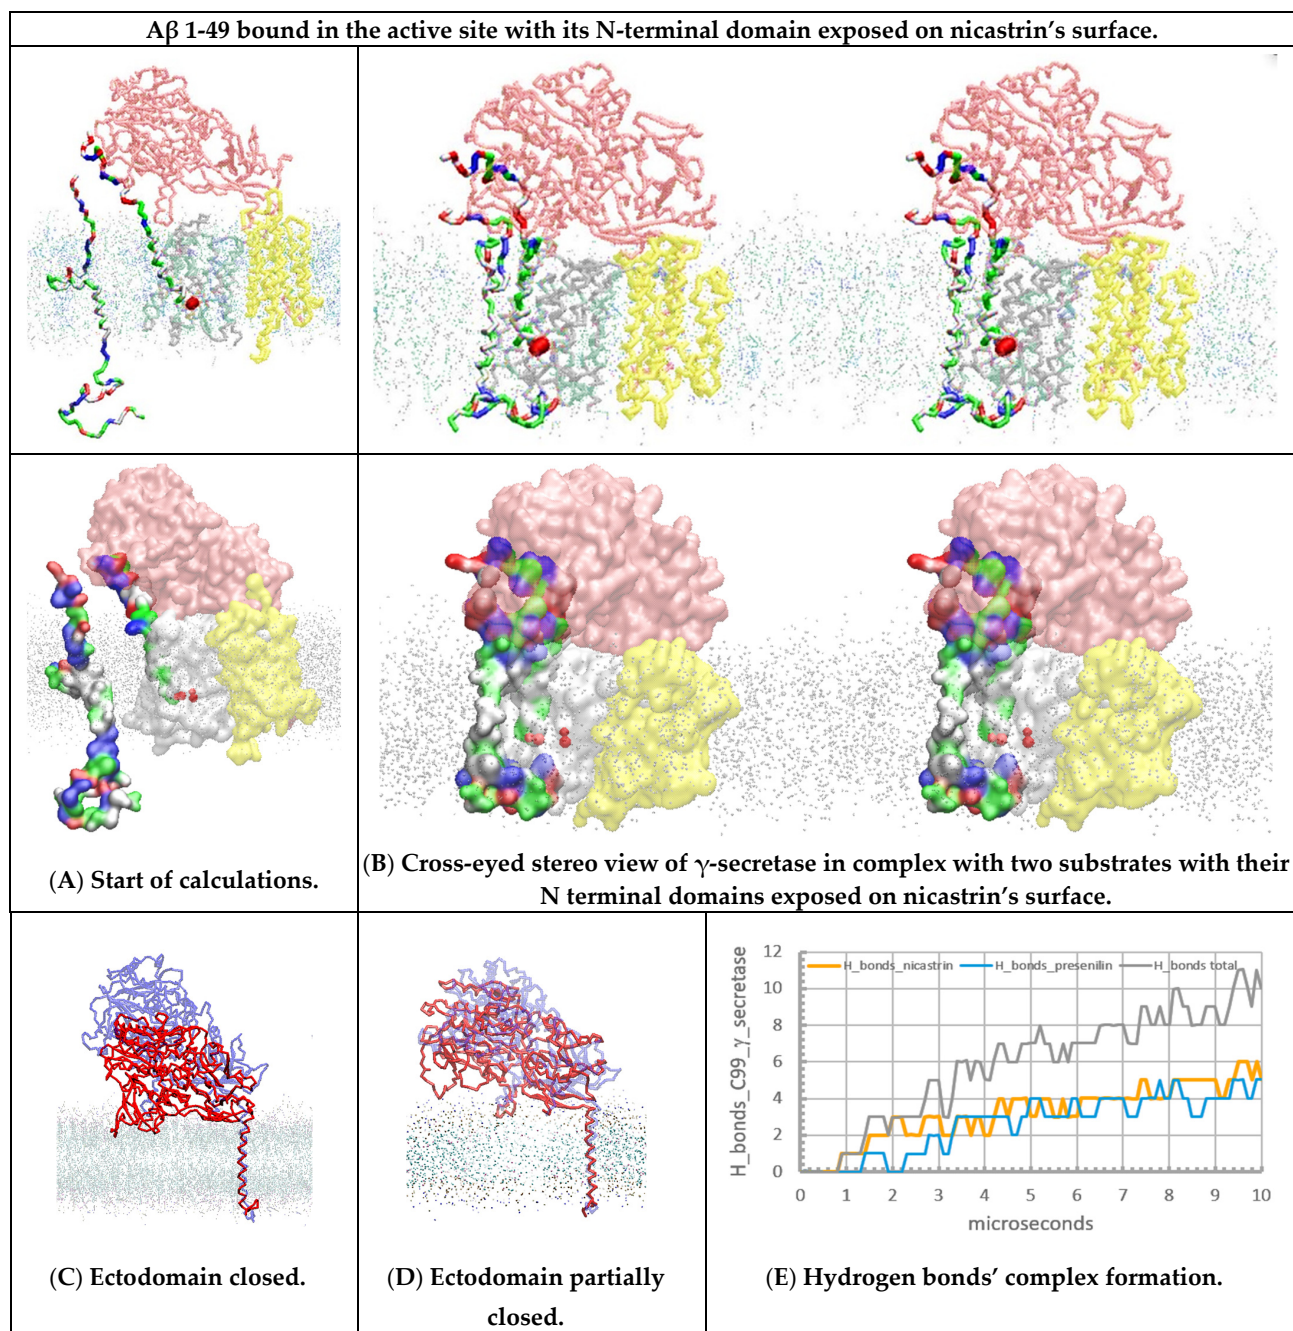 Aβ 1-49 bound in the active site with its N-terminal domain exposed on nicastrin’s surface.
(A) Start of calculations.
(B) Cross-eyed stereo view of γ-secretase in complex with two substrates with their
N terminal domains exposed on nicastrin’s surface.
(C) Ectodomain closed.
(D) Ectodomain partially
closed.
H_bonds_C99_γ_secretase
12
10
8
6
4
2
0
H_bonds_nicastrin
H_bonds_presenilin
H_bonds total
0 1 2 3 4 5 6 7 8 9 10
microseconds
(E) Hydrogen bonds’ complex formation.